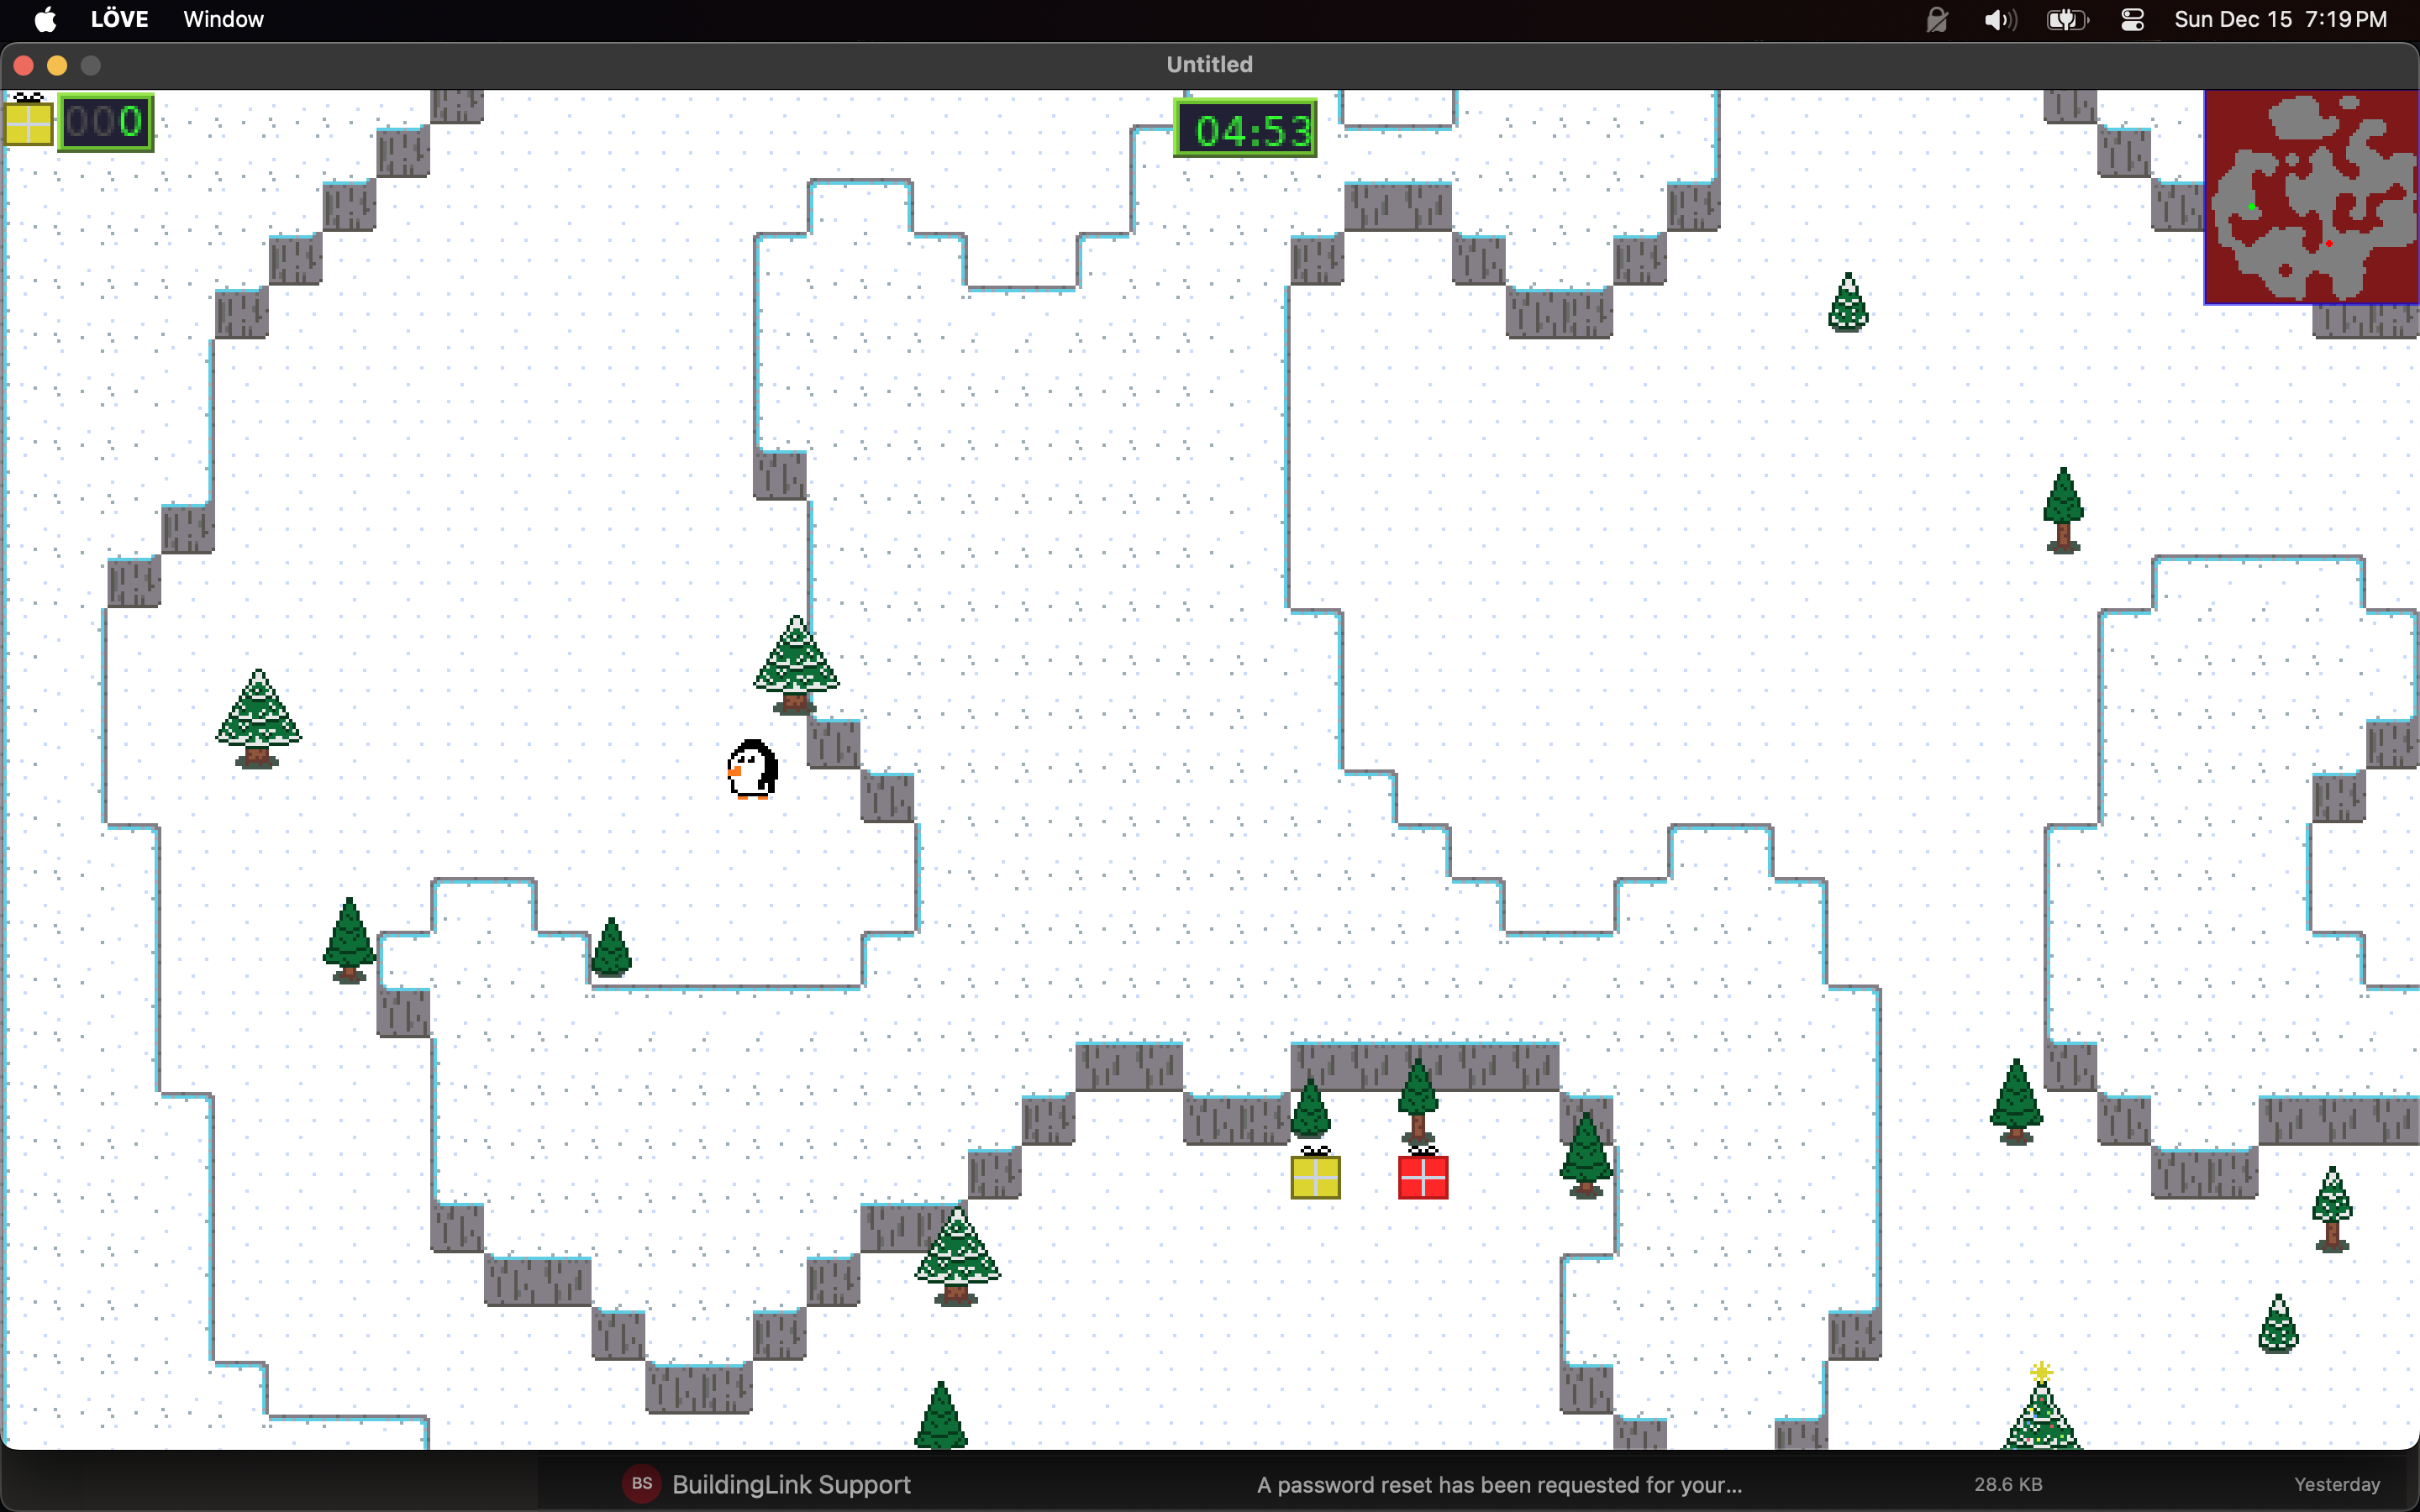 LÖVE Window Sun Dec 15 7:19 PM
Untitled
000
04:53
BS BuildingLink Support A password reset has been requested for your... 28.6 KB Yesterday